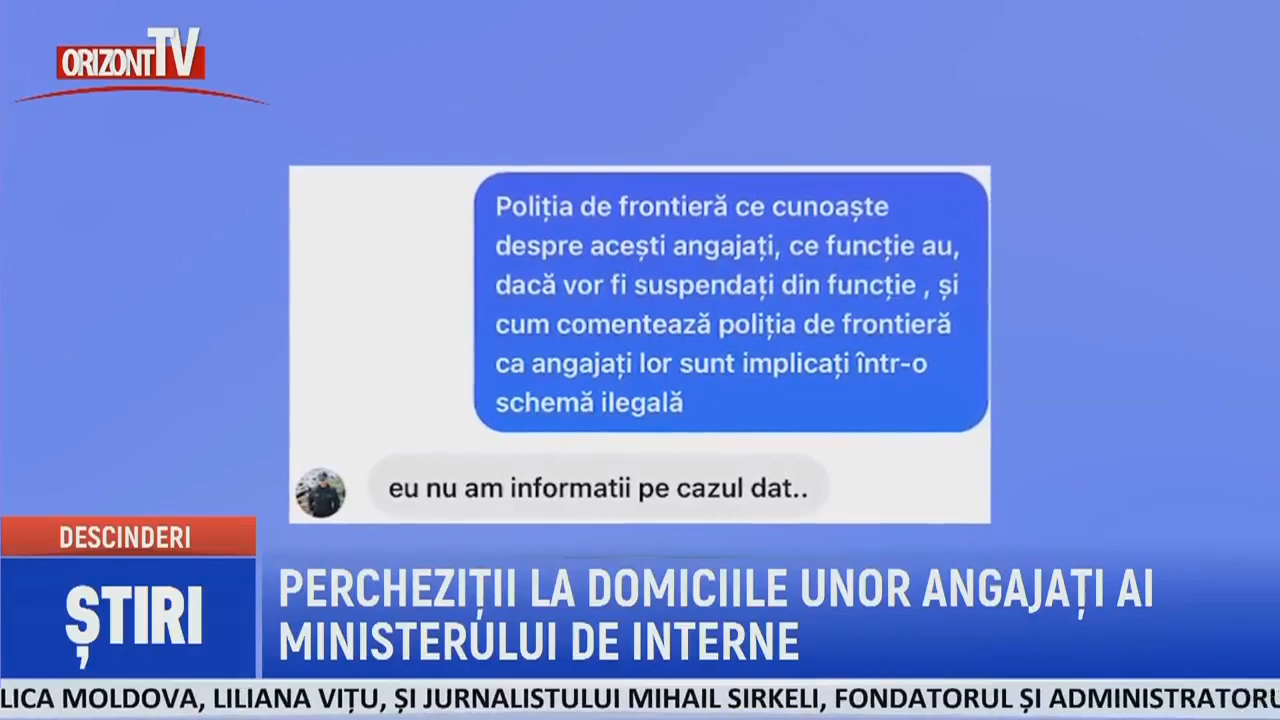 ORIZONT TV
Poliția de frontieră ce cunoaște
despre acești angajați, ce funcție au,
dacă vor fi suspendați din funcție , și
cum comentează poliția de frontieră
ca angajați lor sunt implicați într-o
schemă ilegală
eu nu am informatii pe cazul dat..
DESCINDERI
ȘTIRI
PERCHEZIȚII LA DOMICILE UNOR ANGAJAȚI AI
MINISTERULUI DE INTERNE
LICA MOLDOVA, LILIANA VIȚU, ȘI JURNALISTULUI MIHAIL SIRKELI, FONDATORUL ȘI ADMINISTRATORU